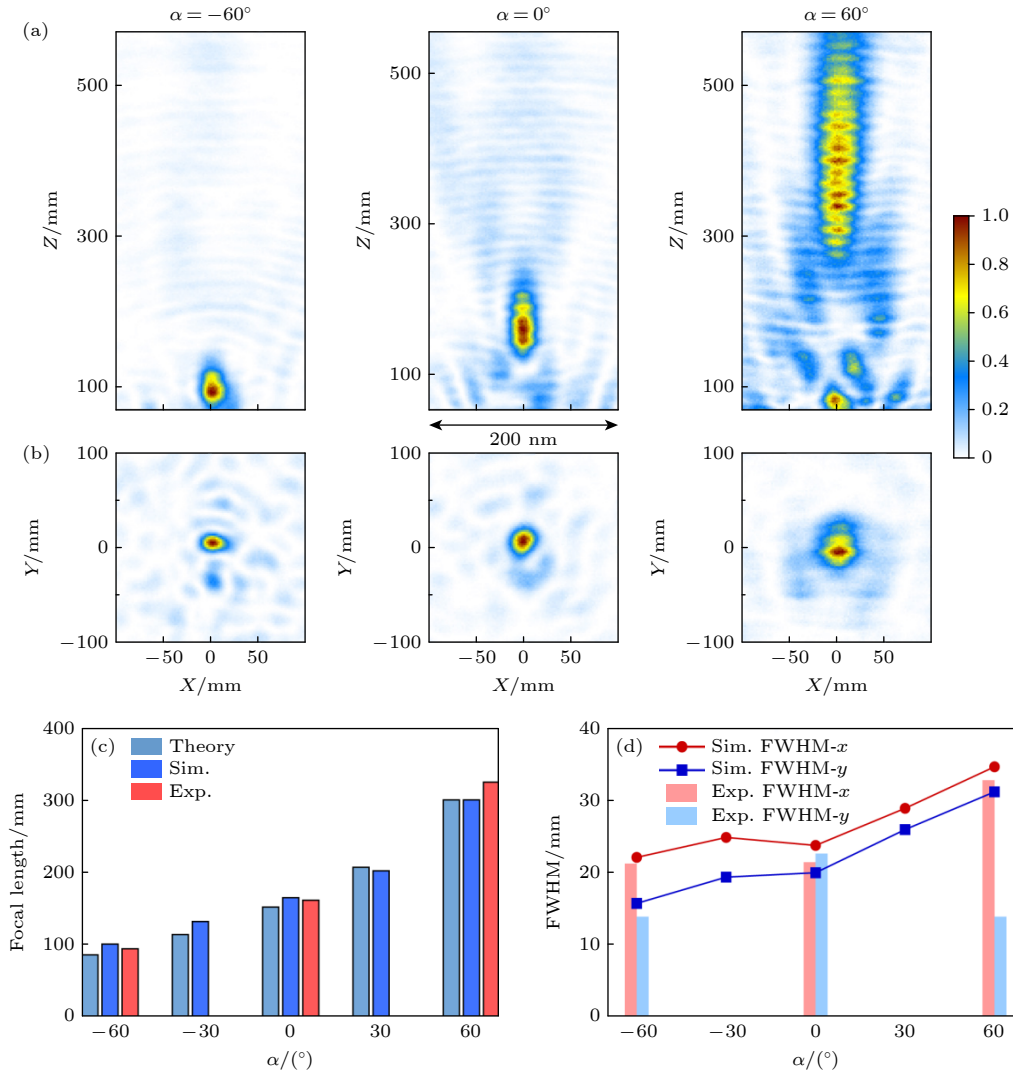 (a)
α = −60°
α = 0°
α = 60°
500
300
100
Z/mm
500
300
100
Z/mm
500
300
100
Z/mm
200 nm
1.0
0.8
0.6
0.4
0.2
0
(b)
100
0
−100
Y/mm
−50 0 50
X/mm
100
0
−100
Y/mm
−50 0 50
X/mm
100
0
−100
Y/mm
−50 0 50
X/mm
(c)
Theory
Sim.
Exp.
400
300
200
100
0
Focal length/mm
−60 −30 0 30 60
α/(°)
(d)
Sim. FWHM-x
Sim. FWHM-y
Exp. FWHM-x
Exp. FWHM-y
40
30
20
10
0
FWHM/mm
−60 −30 0 30 60
α/(°)